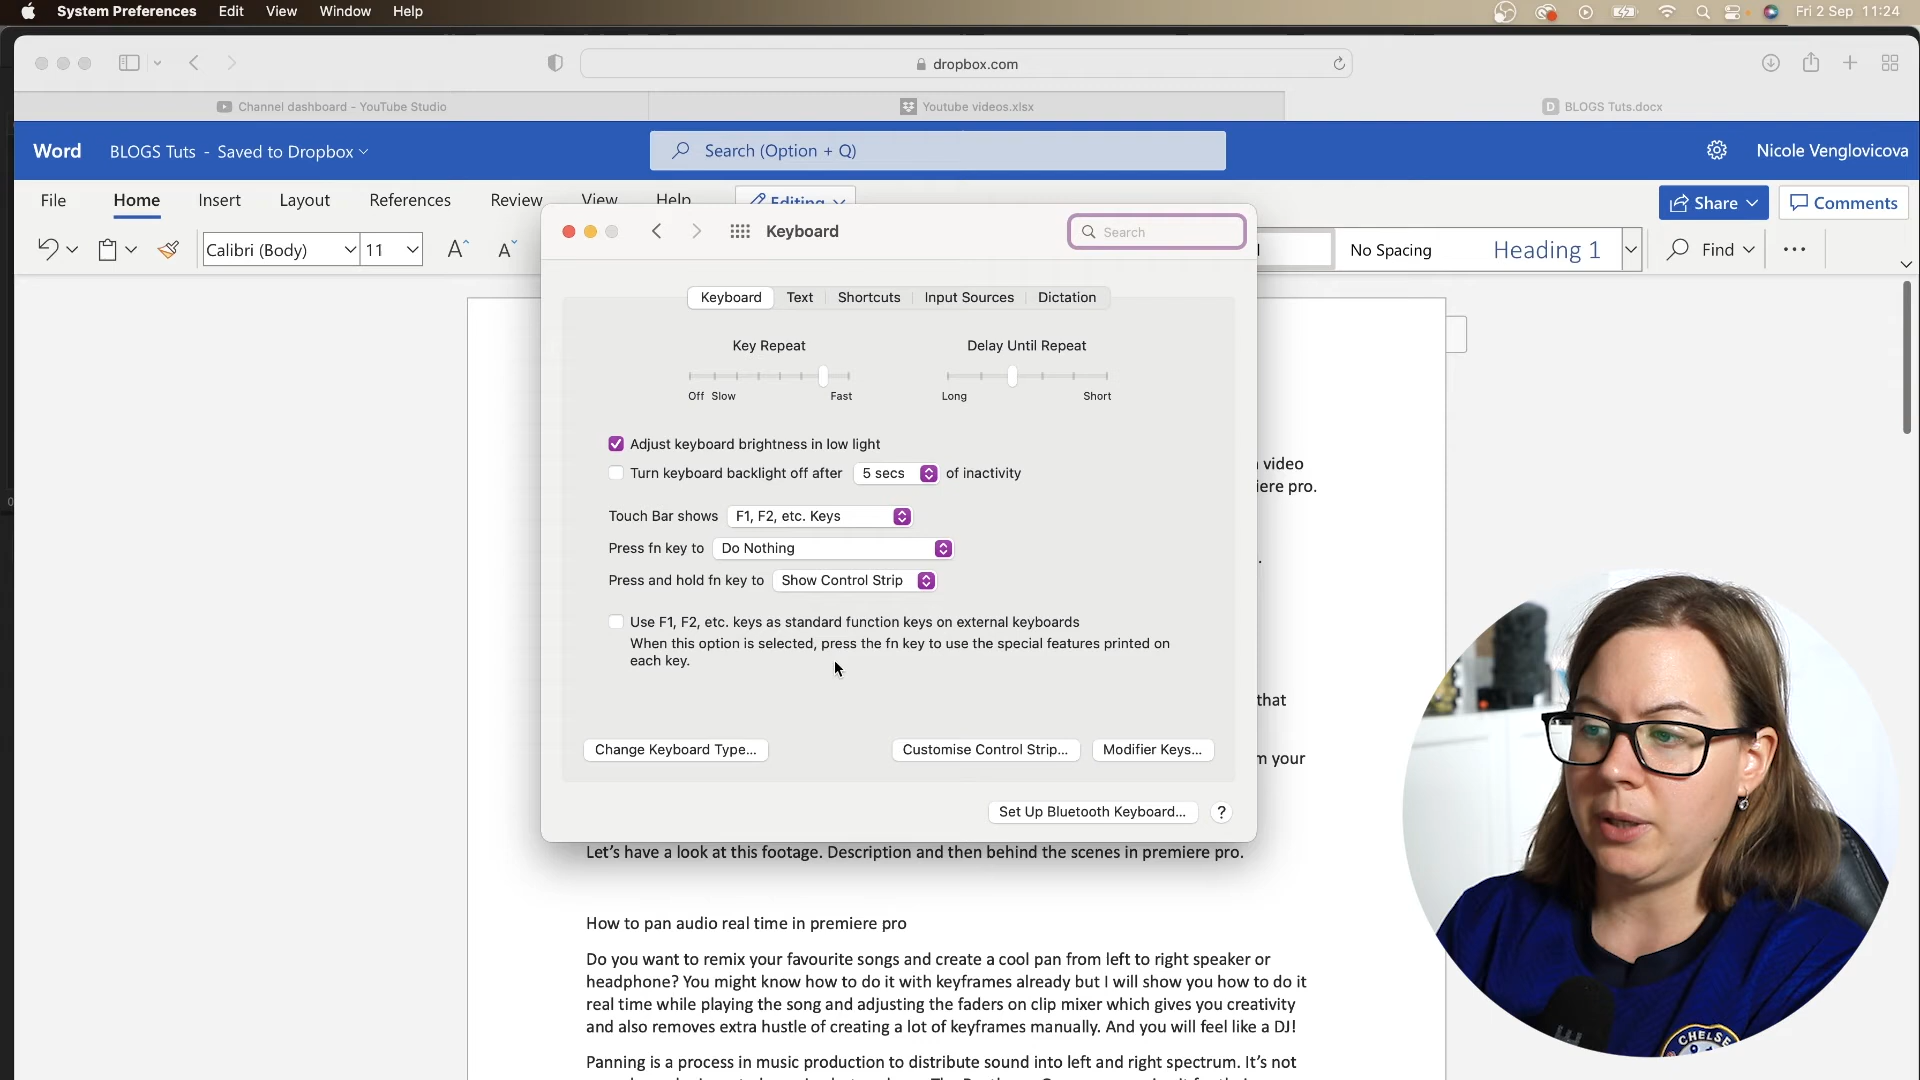 System Preferences Edit View Window Help
Fri 2 Sep 11:24
dropbox.com
Channel dashboard - YouTube Studio
Youtube videos.xlsx
D BLOGS Tuts.docx
Word BLOGS Tuts - Saved to Dropbox
Search (Option + Q)
Nicole Venglovicova
File Home Insert Layout References Review View Help Editing
Share Comments
Calibri (Body) 11 A A
No Spacing Heading 1 Find
Keyboard
Search
Keyboard Text Shortcuts Input Sources Dictation
Key Repeat Delay Until Repeat
Off Slow Fast Long Short
Adjust keyboard brightness in low light
Turn keyboard backlight off after 5 secs of inactivity
Touch Bar shows F1, F2, etc. Keys
Press fn key to Do Nothing
Press and hold fn key to Show Control Strip
Use F1, F2, etc. keys as standard function keys on external keyboards
When this option is selected, press the fn key to use the special features printed on
each key.
Change Keyboard Type... Customise Control Strip... Modifier Keys...
Set Up Bluetooth Keyboard... ?
video
iere pro.
that
m your
Let's have a look at this footage. Description and then behind the scenes in premiere pro.
How to pan audio real time in premiere pro
Do you want to remix your favourite songs and create a cool pan from left to right speaker or
headphone? You might know how to do it with keyframes already but I will show you how to do it
real time while playing the song and adjusting the faders on clip mixer which gives you creativity
and also removes extra hustle of creating a lot of keyframes manually. And you will feel like a DJ!
Panning is a process in music production to distribute sound into left and right spectrum. It's not
CHELSE